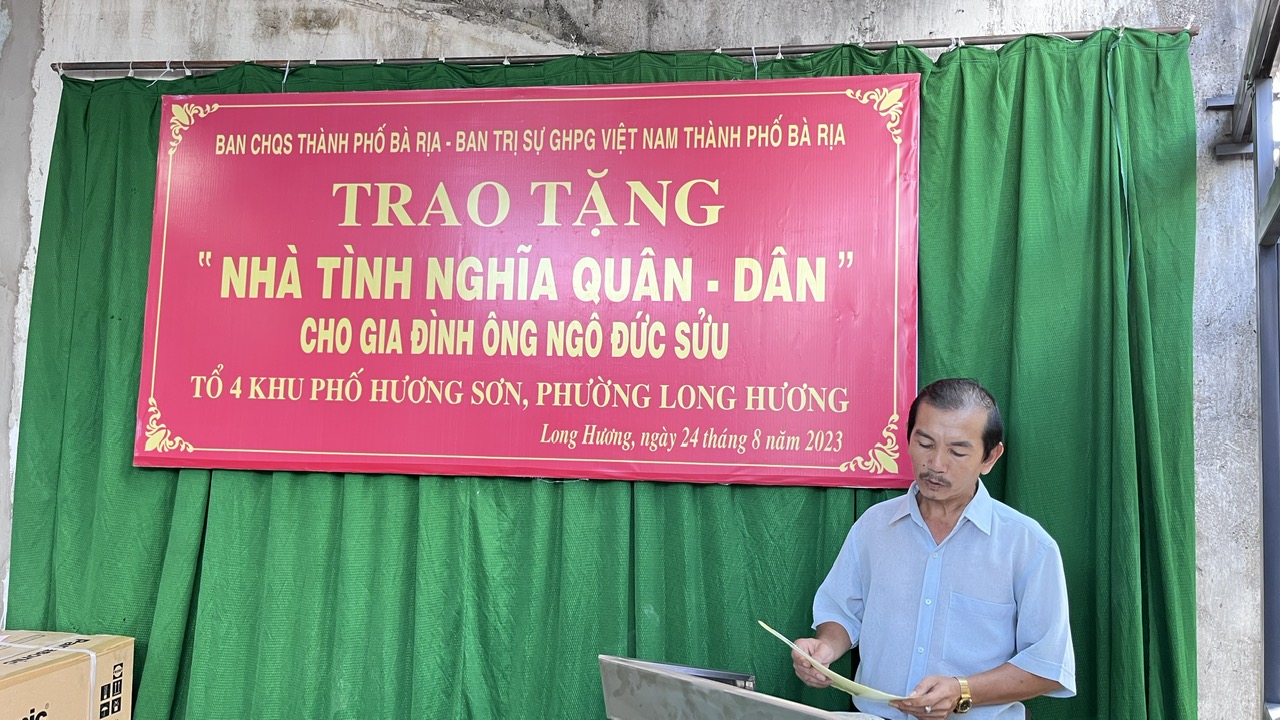 BAN CHQS THÀNH PHỐ BÀ RỊA - BAN TRỊ SỰ GHPG VIỆT NAM THÀNH PHỐ BÀ RỊA
TRAO TẶNG
" NHÀ TÌNH NGHĨA QUÂN - DÂN "
CHO GIA ĐÌNH ÔNG NGÔ ĐỨC SỬU
TỔ 4 KHU PHỐ HƯƠNG SƠN, PHƯỜNG LONG HƯƠNG
Long Hương, ngày 24 tháng 8 năm 2023